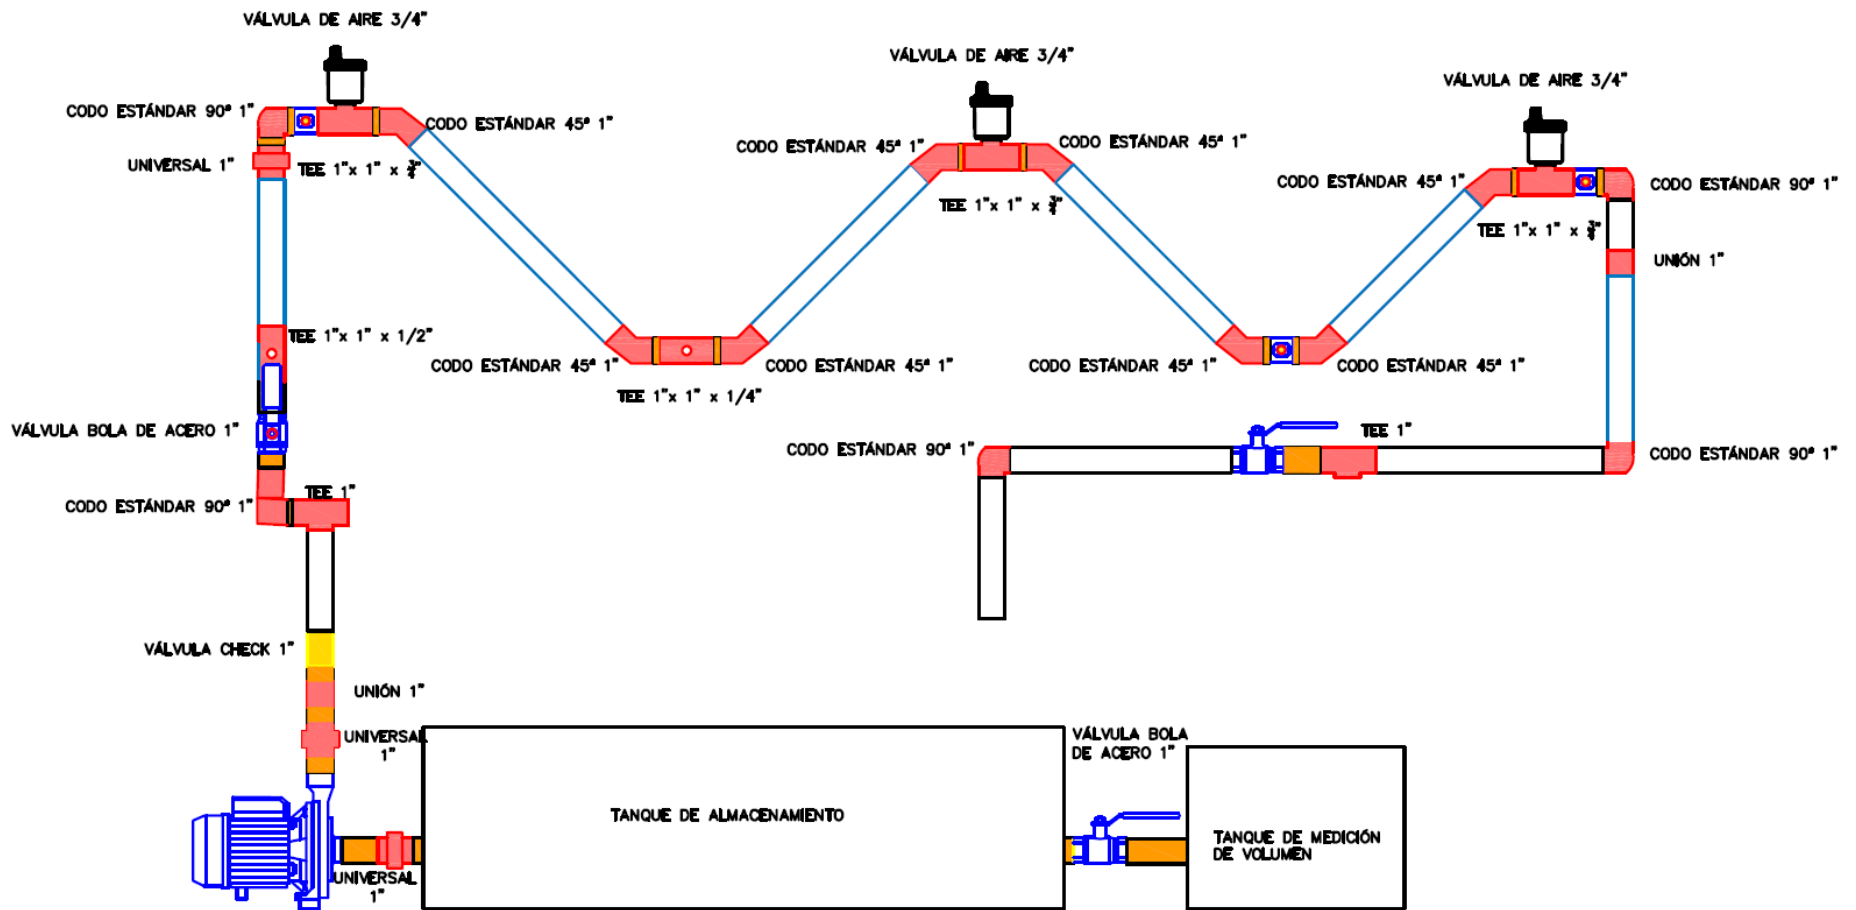 VÁLVULA DE AIRE 3/4"
VÁLVULA DE AIRE 3/4"
VÁLVULA DE AIRE 3/4"
CODO ESTÁNDAR 90° 1"
CODO ESTÁNDAR 45° 1"
CODO ESTÁNDAR 45° 1"
CODO ESTÁNDAR 45° 1"
UNIVERSAL 1"
TEE 1"x 1" x 3/4"
CODO ESTÁNDAR 45° 1"
CODO ESTÁNDAR 90° 1"
TEE 1"x 1" x 3/4"
TEE 1"x 1" x 3/4"
UNIÓN 1"
TEE 1"x 1" x 1/2"
CODO ESTÁNDAR 45° 1"
CODO ESTÁNDAR 45° 1"
CODO ESTÁNDAR 45° 1"
CODO ESTÁNDAR 45° 1"
TEE 1"x 1" x 1/4"
VÁLVULA BOLA DE ACERO 1"
TEE 1"
CODO ESTÁNDAR 90° 1"
CODO ESTÁNDAR 90° 1"
TEE 1"
CODO ESTÁNDAR 90° 1"
VÁLVULA CHECK 1"
UNIÓN 1"
UNIVERSAL
1"
VÁLVULA BOLA
DE ACERO 1"
TANQUE DE ALMACENAMIENTO
TANQUE DE MEDICIÓN
DE VOLUMEN
UNIVERSAL
1"